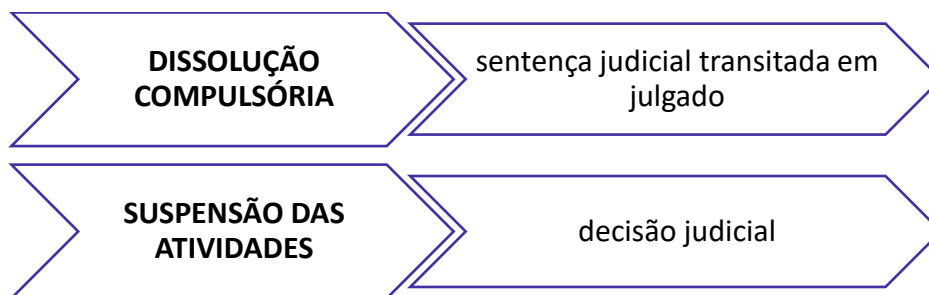 DISSOLUÇÃO
COMPULSÓRIA
sentença judicial transitada em
julgado
SUSPENSÃO DAS
ATIVIDADES
decisão judicial